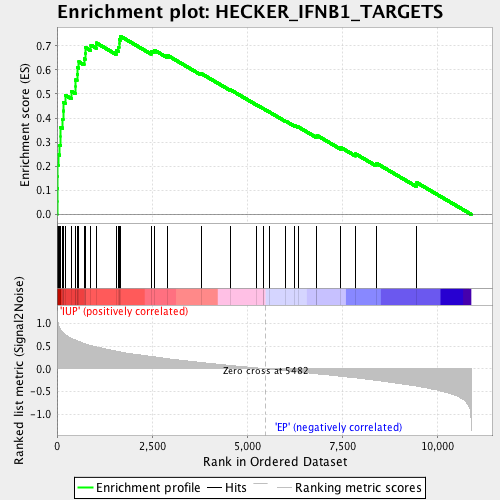 Enrichment plot: HECKER_IFNB1_TARGETS
Enrichment score (ES)
0.7
0.6
0.5
0.4
0.3
0.2
0.1
0.0
'IUP' (positively correlated)
Ranked list metric (Signal2Noise)
1.0
0.5
0.0
-0.5
-1.0
Zero cross at 5482
'EP' (negatively correlated)
0
2,500
5,000
7,500
10,000
Rank in Ordered Dataset
Enrichment profile
Hits
Ranking metric scores